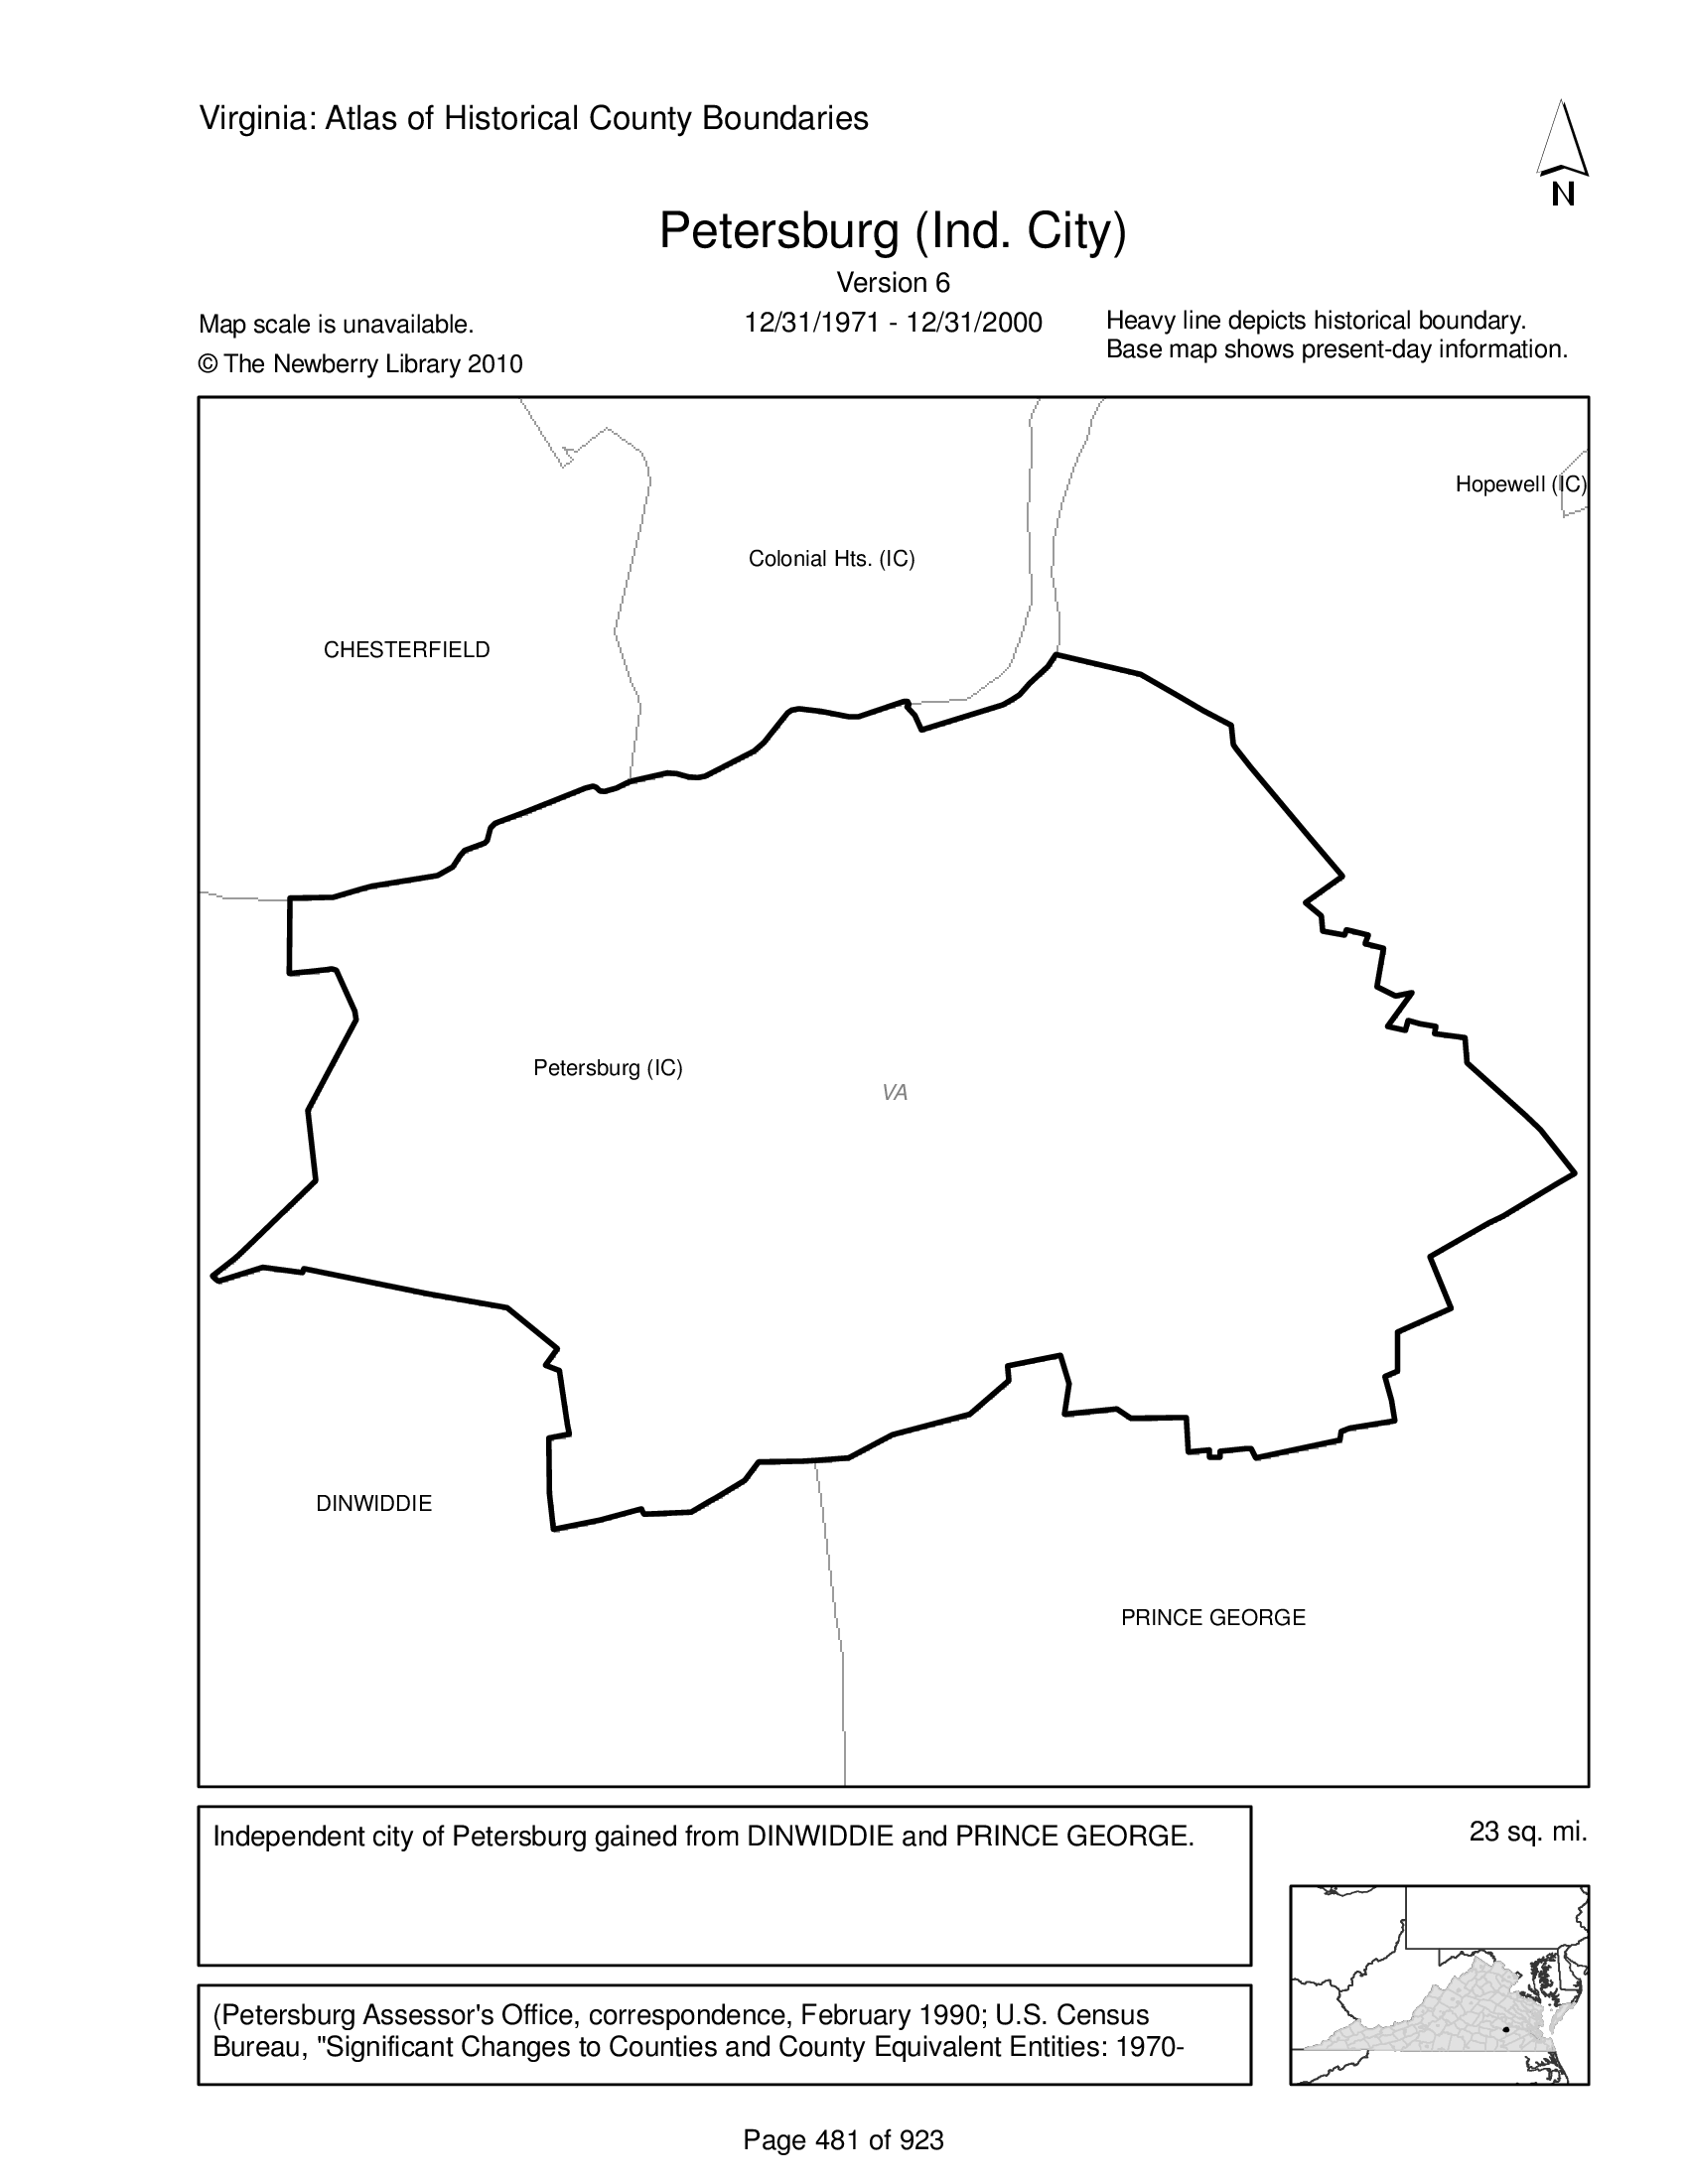 Virginia: Atlas of Historical County Boundaries
N
Petersburg (Ind. City)
Version 6
Map scale is unavailable.
12/31/1971 - 12/31/2000
Heavy line depicts historical boundary.
Base map shows present-day information.
© The Newberry Library 2010
Hopewell (IC)
Colonial Hts. (IC)
CHESTERFIELD
Petersburg (IC)
VA
DINWIDDIE
PRINCE GEORGE
Independent city of Petersburg gained from DINWIDDIE and PRINCE GEORGE.
23 sq. mi.
(Petersburg Assessor's Office, correspondence, February 1990; U.S. Census
Bureau, "Significant Changes to Counties and County Equivalent Entities: 1970-
Page 481 of 923